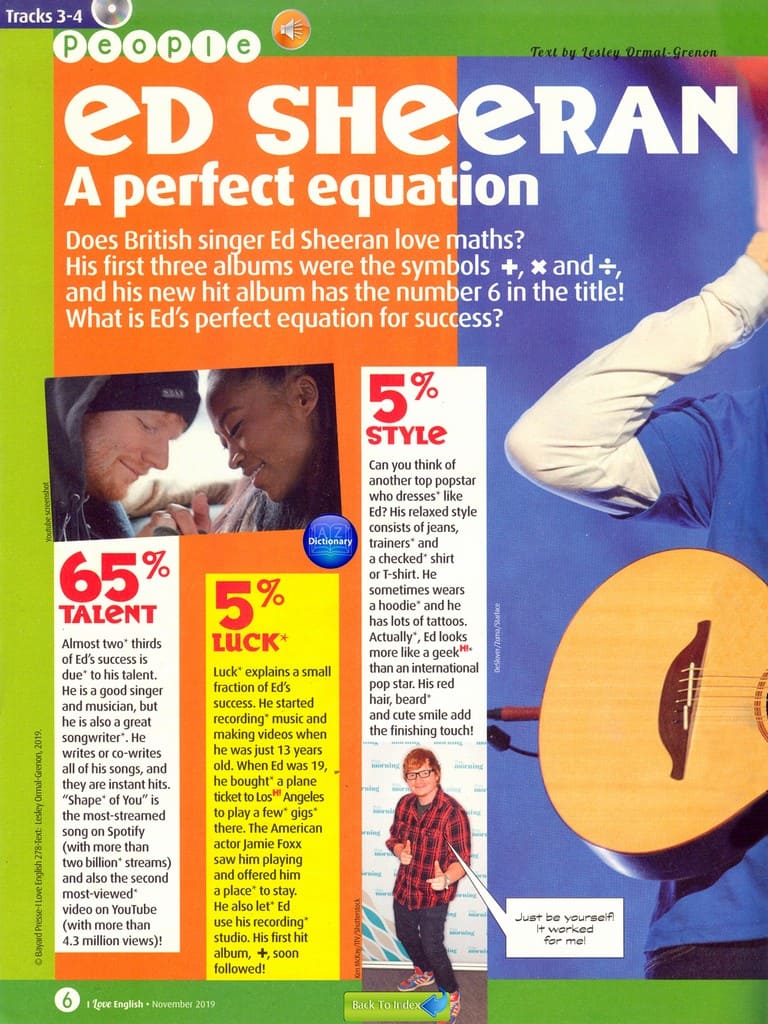 Tracks 3-4
People
Text by Lesley Ormal-Grenon
ED SHEERAN
A perfect equation
Does British singer Ed Sheeran love maths?
His first three albums were the symbols +, × and ÷,
and his new hit album has the number 6 in the title!
What is Ed's perfect equation for success?
Youtube screenshot
A Z
Dictionary
65%
TALENT
Almost two* thirds
of Ed's success is
due* to his talent.
He is a good singer
and musician, but
he is also a great
songwriter*. He
writes or co-writes
all of his songs, and
they are instant hits.
"Shape* of You" is
the most-streamed
song on Spotify
(with more than
two billion* streams)
and also the second
most-viewed*
video on YouTube
(with more than
4.3 million views)!
5%
LUCK*
Luck* explains a small
fraction of Ed's
success. He started
recording* music and
making videos when
he was just 13 years
old. When Ed was 19,
he bought* a plane
ticket to Los H! Angeles
to play a few* gigs*
there. The American
actor Jamie Foxx
saw him playing
and offered him
a place* to stay.
He also let* Ed
use his recording*
studio. His first hit
album, +, soon
followed!
5%
STYLE
Can you think of
another top popstar
who dresses* like
Ed? His relaxed style
consists of jeans,
trainers* and
a checked* shirt
or T-shirt. He
sometimes wears
a hoodie* and he
has lots of tattoos.
Actually*, Ed looks
more like a geek H!*
than an international
pop star. His red
hair, beard*
and cute smile add
the finishing touch!
DeSlover/Zuma/Starface
morning
morning
Ken McKay/ITV/Shutterstock
Just be yourself!
It worked
for me!
© Bayard Presse-I Love English 278-Text: Lesley Ormal-Grenon, 2019.
6 I Love English • November 2019
Back To Index